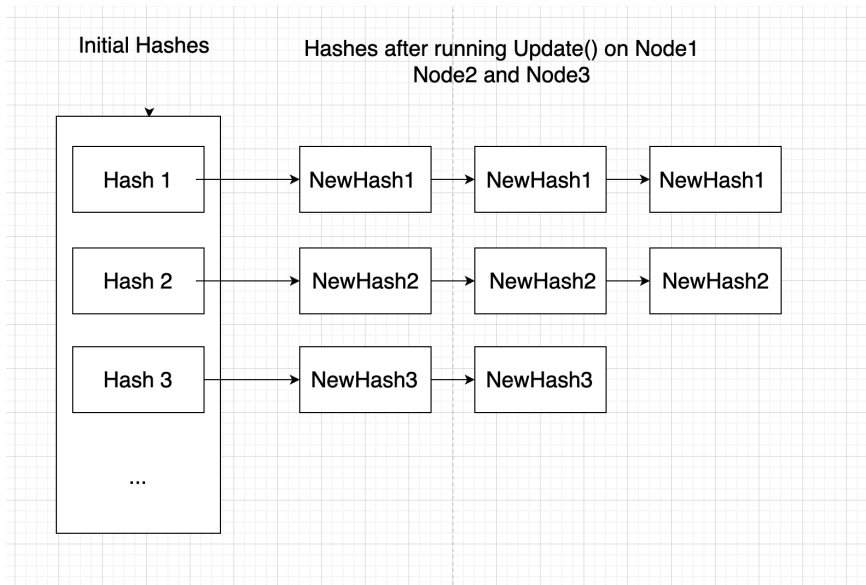 Initial Hashes
Hashes after running Update() on Node1
Node2 and Node3
Hash 1
NewHash1
NewHash1
NewHash1
Hash 2
NewHash2
NewHash2
NewHash2
Hash 3
NewHash3
NewHash3
...